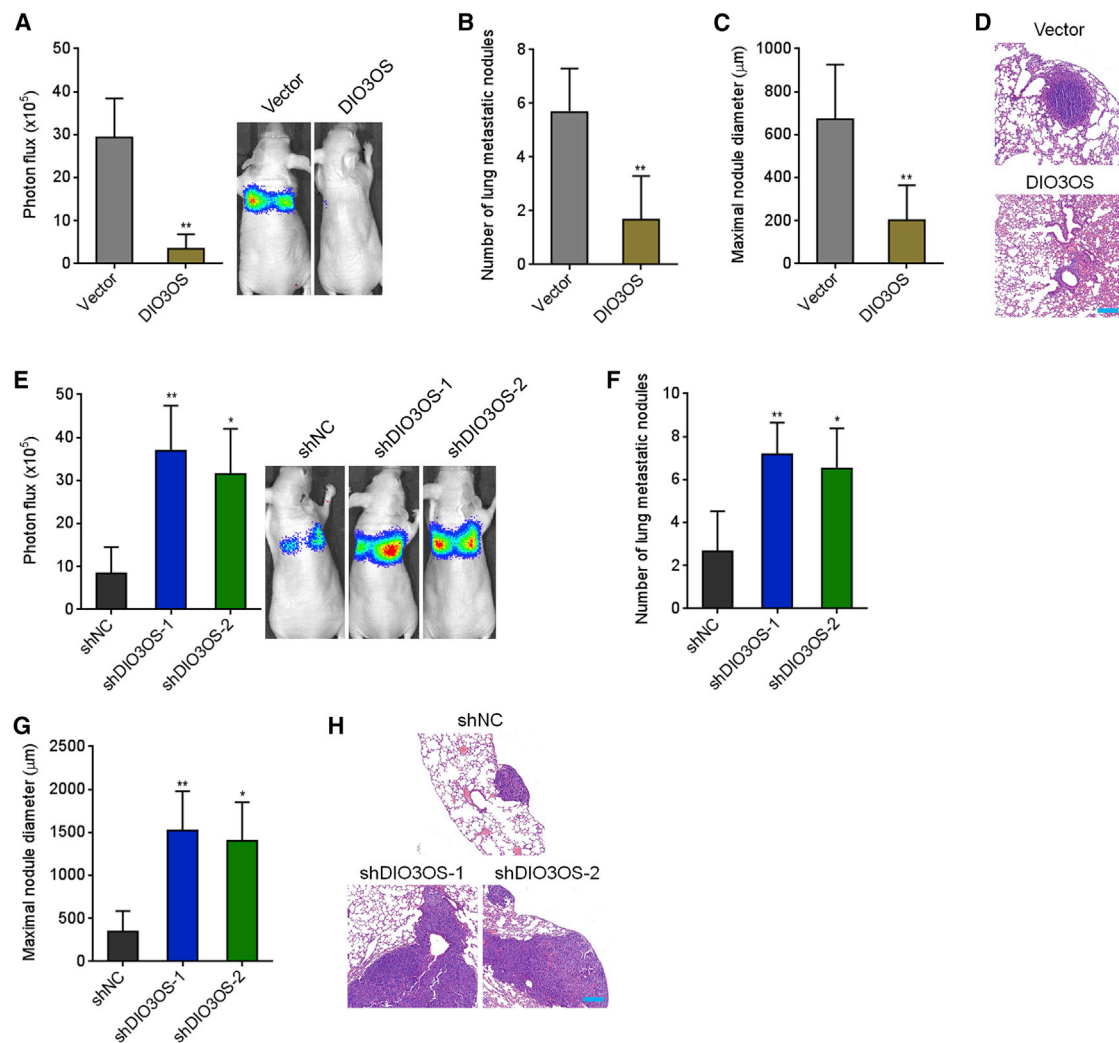 A
Photon flux (x10⁵)
50
40
30
20
10
0
**
Vector
DIO3OS
Vector
DIO3OS
B
Number of lung metastatic nodules
8
6
4
2
0
**
Vector
DIO3OS
C
Maximal nodule diameter (μm)
1000
800
600
400
200
0
**
Vector
DIO3OS
D
Vector
DIO3OS
E
Photon flux (x10⁵)
50
40
30
20
10
0
**
*
shNC
shDIO3OS-1
shDIO3OS-2
shNC
shDIO3OS-1
shDIO3OS-2
F
Number of lung metastatic nodules
10
8
6
4
2
0
**
*
shNC
shDIO3OS-1
shDIO3OS-2
G
Maximal nodule diameter (μm)
2500
2000
1500
1000
500
0
**
*
shNC
shDIO3OS-1
shDIO3OS-2
H
shNC
shDIO3OS-1
shDIO3OS-2